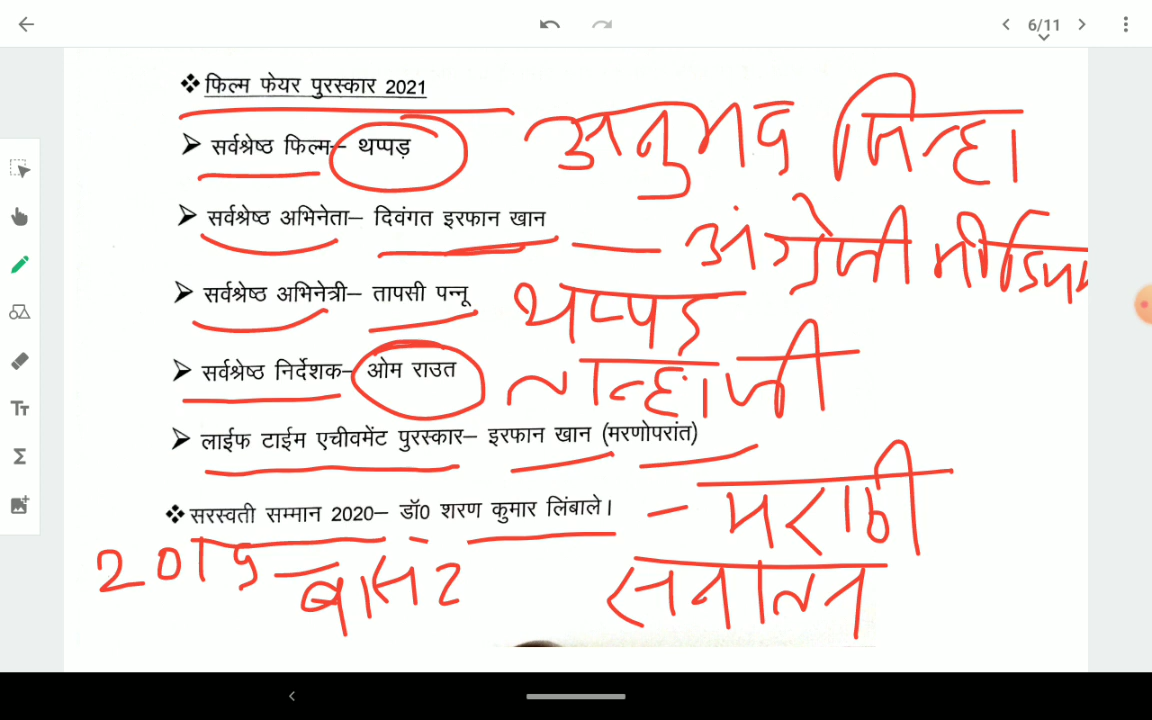 6/11
❖ फिल्म फेयर पुरस्कार 2021
➤ सर्वश्रेष्ठ फिल्म– थप्पड़ अनुभव सिन्हा
➤ सर्वश्रेष्ठ अभिनेता– दिवंगत इरफान खान – अंग्रेजी मीडियम
➤ सर्वश्रेष्ठ अभिनेत्री– तापसी पन्नू थप्पड़
➤ सर्वश्रेष्ठ निर्देशक– ओम राउत तान्हाजी
➤ लाईफ टाईम एचीवमेंट पुरस्कार– इरफान खान (मरणोपरांत)
❖ सरस्वती सम्मान 2020– डॉ0 शरण कुमार लिंबाले। – मराठी
2019 – सनातन
Tт
Σ